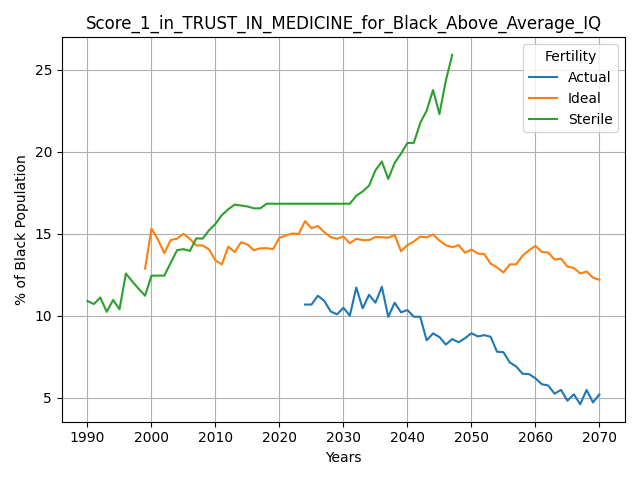 Score_1_in_TRUST_IN_MEDICINE_for_Black_Above_Average_IQ
Fertility
Actual
Ideal
Sterile
% of Black Population
25
20
15
10
5
1990 2000 2010 2020 2030 2040 2050 2060 2070
Years